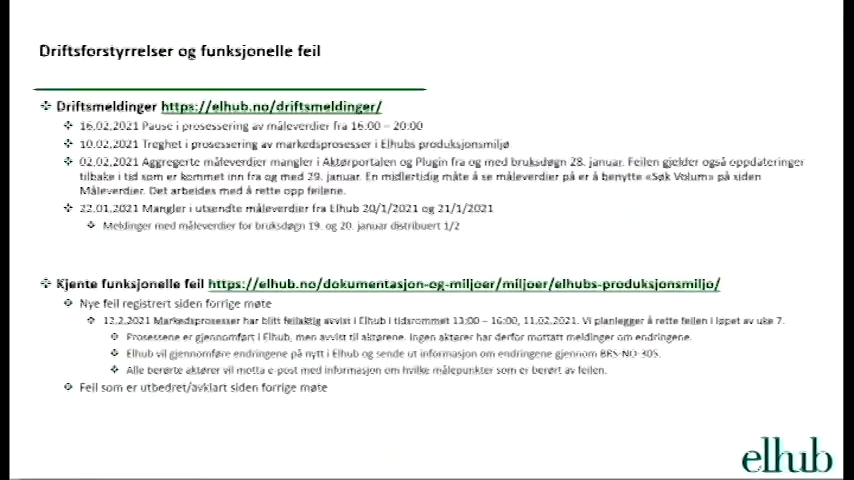 Driftsforstyrrelser og funksjonelle feil
Driftsmeldinger https://elhub.no/driftsmeldinger/
16.02.2021 Pause i prosessering av måleverdier fra 16:00 – 20:00
10.02.2021 Treghet i prosessering av markedsprosesser i Elhubs produksjonsmiljø
02.02.2021 Aggregerte måleverdier mangler i Aktørportalen og Plugin fra og med bruksdøgn 28. januar. Feilen gjelder også oppdateringer
tilbake i tid som er kommet inn fra og med 29. januar. En midlertidig måte å se måleverdier på er å benytte «Søk Volum» på siden
Måleverdier. Det arbeides med å rette opp feilene.
22.01.2021 Mangler i utsendte måleverdier fra Elhub 20/1/2021 og 21/1/2021
Meldinger med måleverdier for bruksdøgn 19. og 20. januar distribuert 1/2
Kjente funksjonelle feil https://elhub.no/dokumentasjon-og-miljoer/miljoer/elhubs-produksjonsmiljo/
Nye feil registrert siden forrige møte
12.2.2021 Markedsprosesser har blitt feilaktig avvist i Elhub i tidsrommet 13:00 – 16:00, 11.02.2021. Vi planlegger å rette feilen i løpet av uke 7.
Prosessene er gjennomført i Elhub, men avvist til aktørene. Ingen aktører har derfor mottatt meldinger om endringene.
Elhub vil gjennomføre endringene på nytt i Elhub og sende ut informasjon om endringene gjennom BRS-NO-305.
Alle berørte aktører vil motta e-post med informasjon om hvilke målepunkter som er berørt av feilen.
Feil som er utbedret/avklart siden forrige møte
elhub